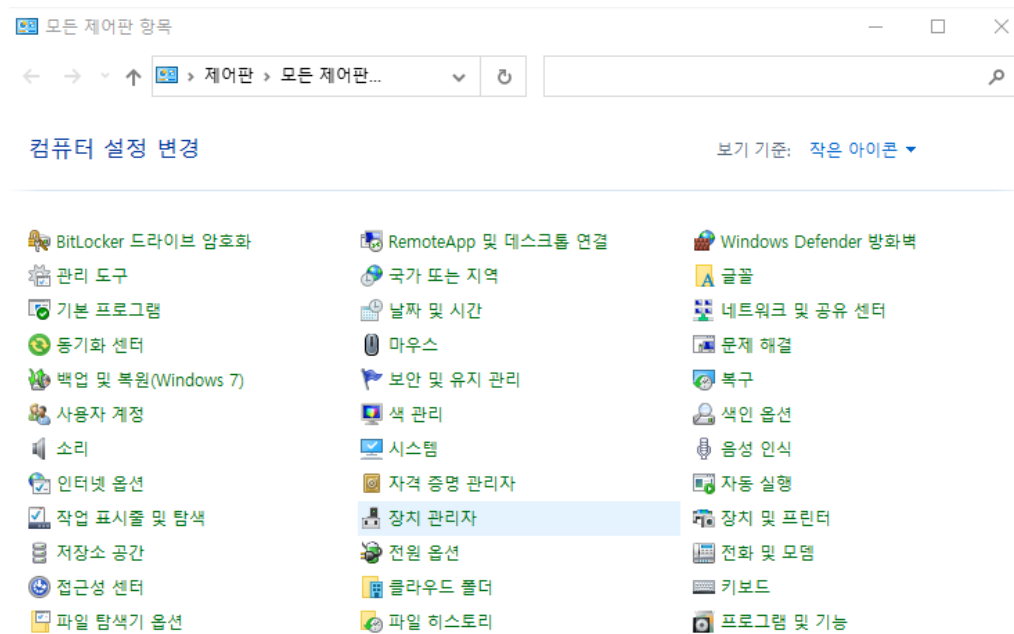 모든 제어판 항목
제어판 > 모든 제어판...
컴퓨터 설정 변경
보기 기준: 작은 아이콘
BitLocker 드라이브 암호화
RemoteApp 및 데스크톱 연결
Windows Defender 방화벽
관리 도구
국가 또는 지역
글꼴
기본 프로그램
날짜 및 시간
네트워크 및 공유 센터
동기화 센터
마우스
문제 해결
백업 및 복원(Windows 7)
보안 및 유지 관리
복구
사용자 계정
색 관리
색인 옵션
소리
시스템
음성 인식
인터넷 옵션
자격 증명 관리자
자동 실행
작업 표시줄 및 탐색
장치 관리자
장치 및 프린터
저장소 공간
전원 옵션
전화 및 모뎀
접근성 센터
클라우드 폴더
키보드
파일 탐색기 옵션
파일 히스토리
프로그램 및 기능